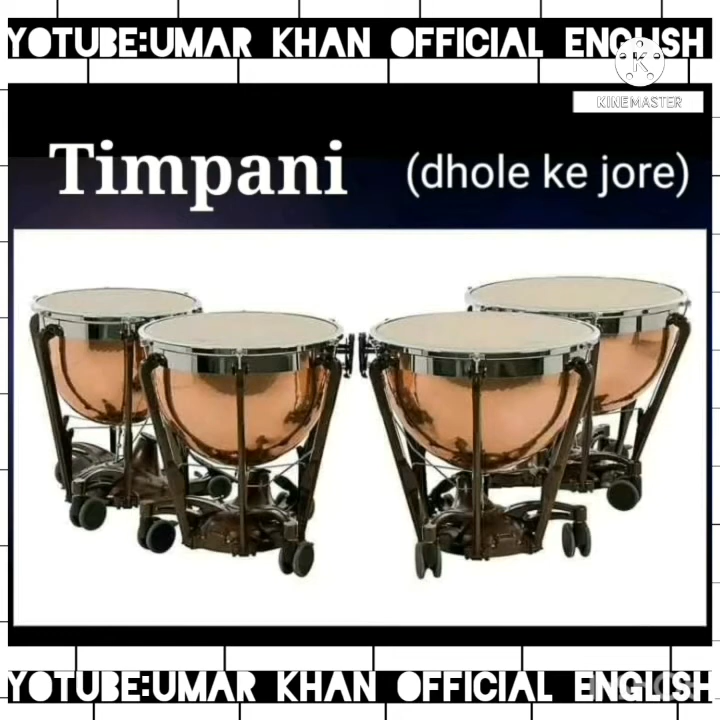 YOTUBE:UMAR KHAN OFFICIAL ENGLISH
K
KINEMASTER
Timpani (dhole ke jore)
YOTUBE:UMAR KHAN OFFICIAL ENGLISH